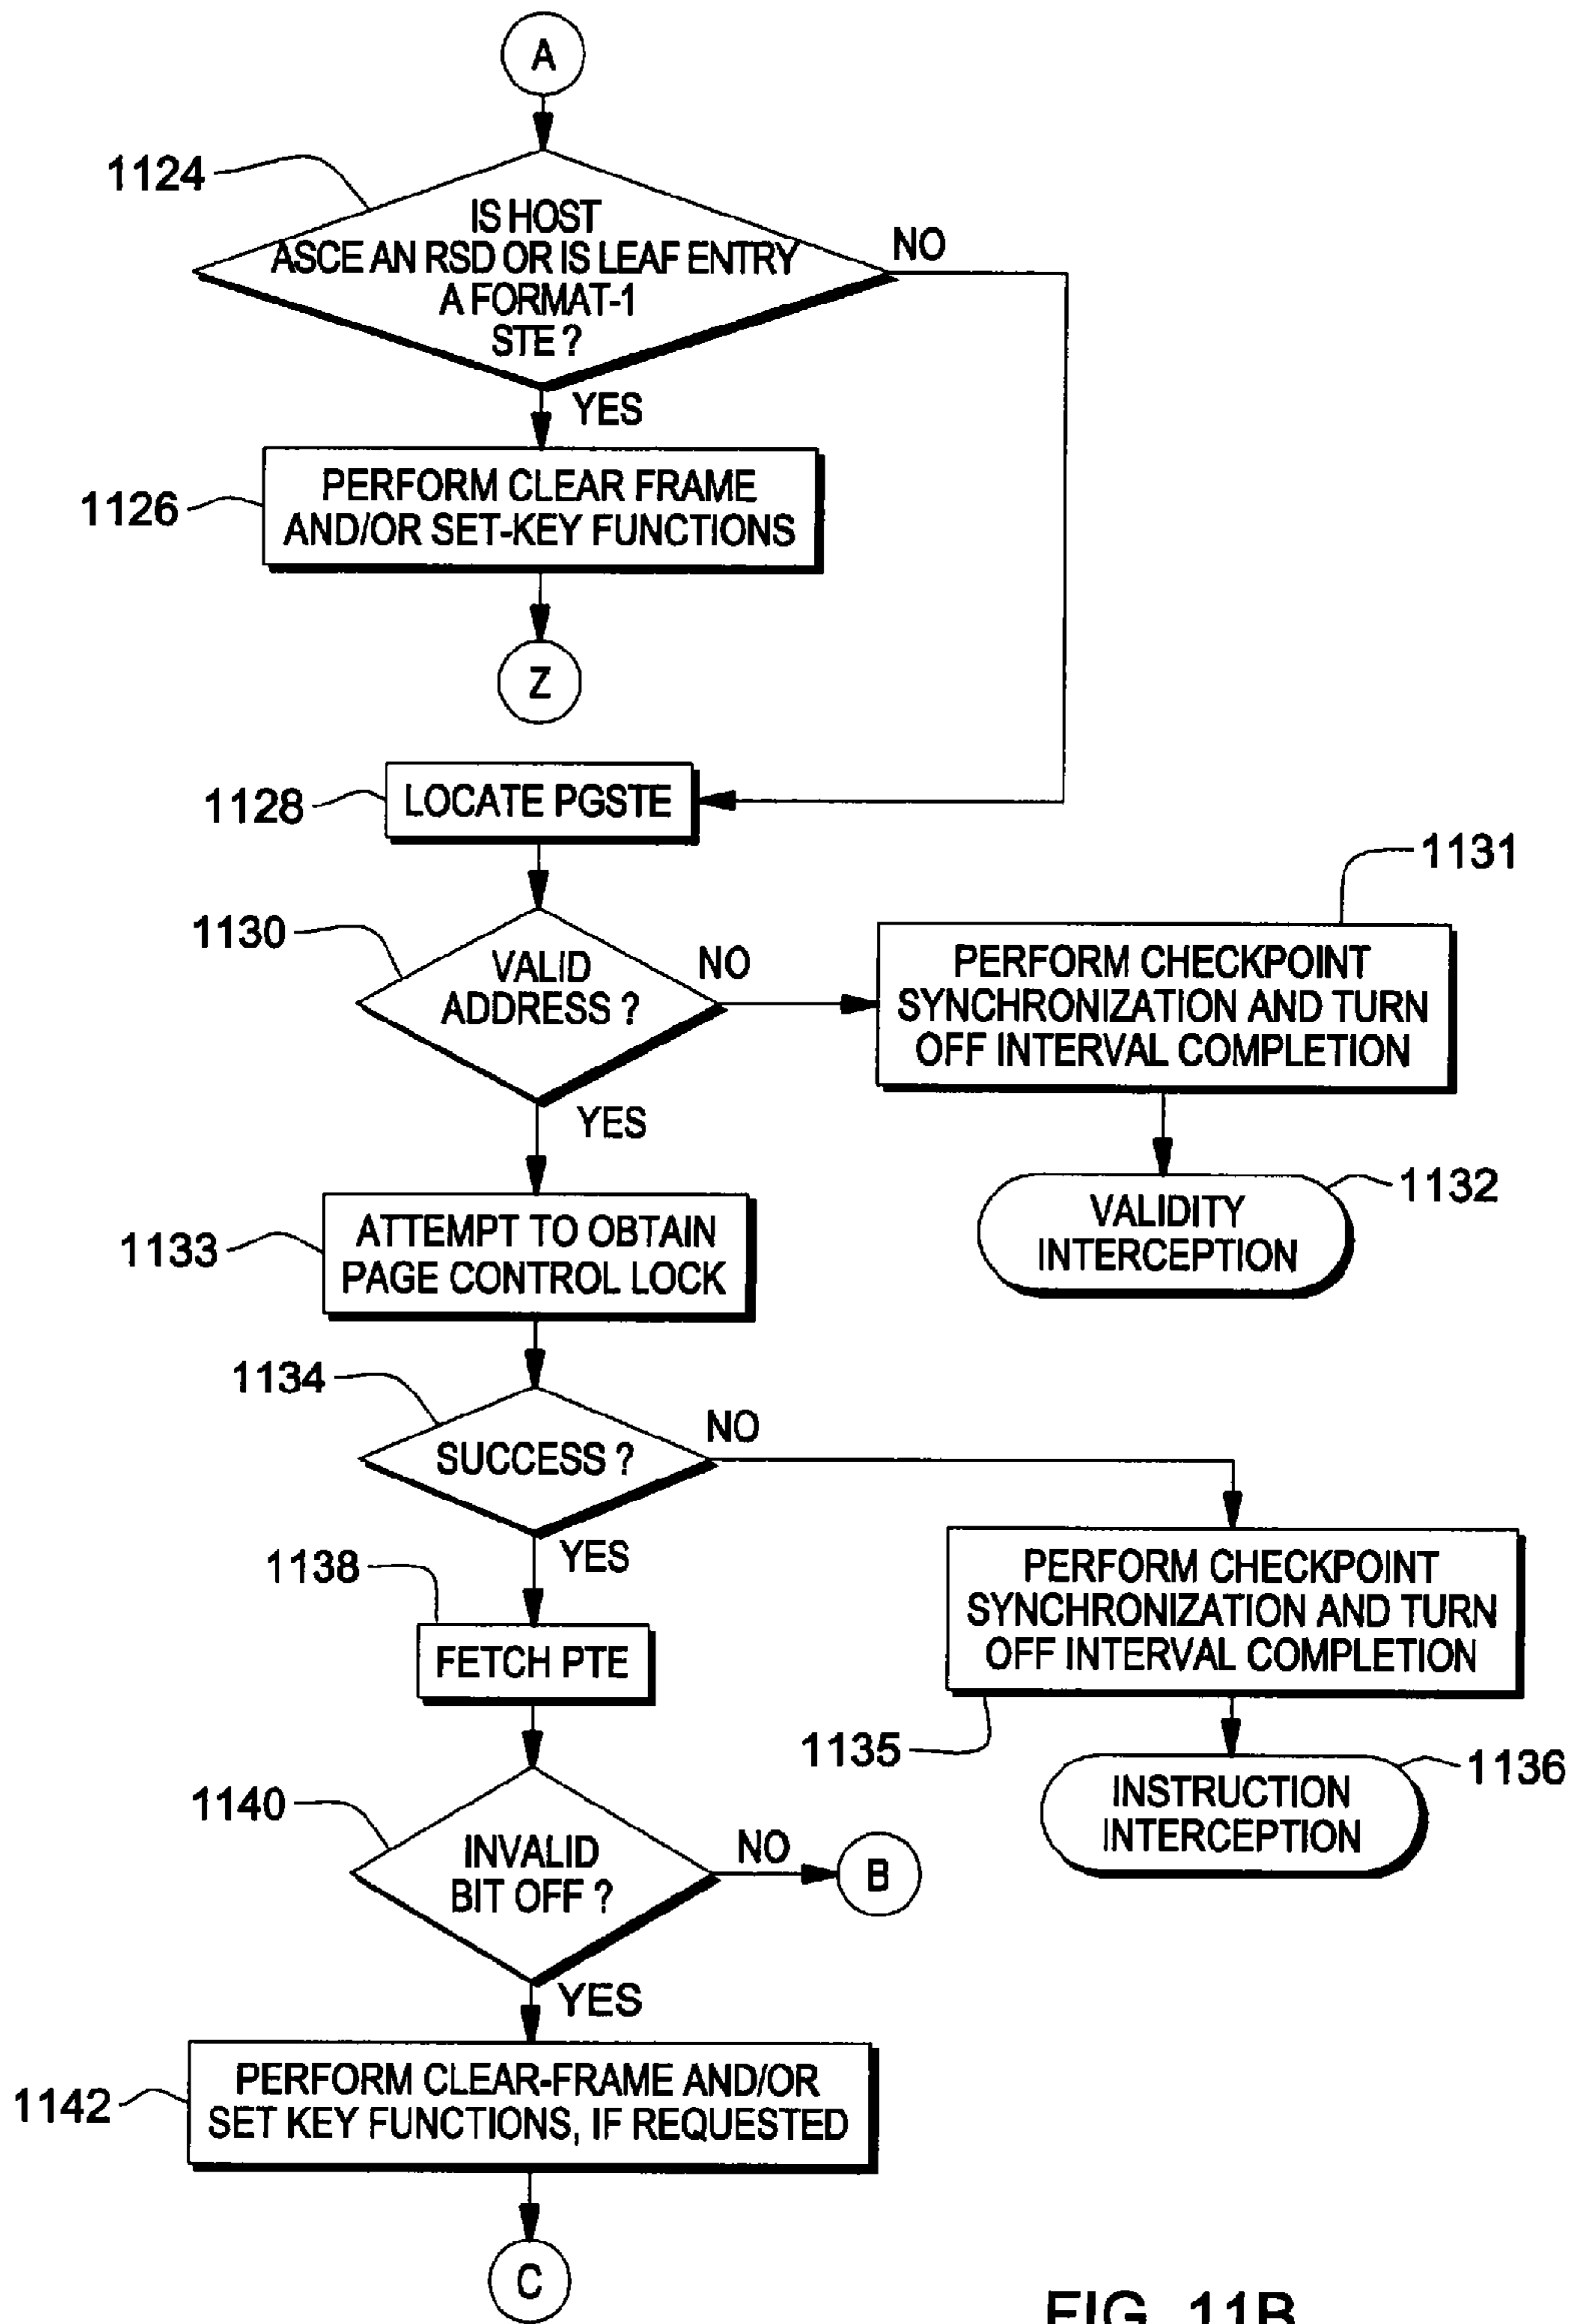 A
1124
IS HOST
ASCE AN RSD OR IS LEAF ENTRY
A FORMAT-1
STE ?
NO
YES
1126
PERFORM CLEAR FRAME
AND/OR SET-KEY FUNCTIONS
Z
1128
LOCATE PGSTE
1130
VALID
ADDRESS ?
NO
YES
1131
PERFORM CHECKPOINT
SYNCHRONIZATION AND TURN
OFF INTERVAL COMPLETION
1132
VALIDITY
INTERCEPTION
1133
ATTEMPT TO OBTAIN
PAGE CONTROL LOCK
1134
SUCCESS ?
NO
YES
1135
PERFORM CHECKPOINT
SYNCHRONIZATION AND TURN
OFF INTERVAL COMPLETION
1136
INSTRUCTION
INTERCEPTION
1138
FETCH PTE
1140
INVALID
BIT OFF ?
NO
B
YES
1142
PERFORM CLEAR-FRAME AND/OR
SET KEY FUNCTIONS, IF REQUESTED
C
FIG. 11B